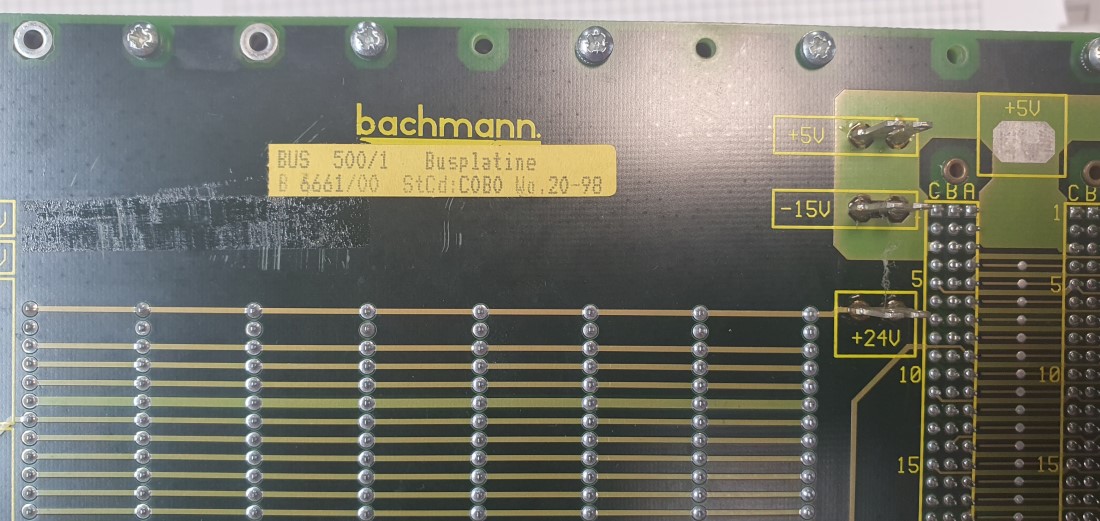 bachmann.
BUS 500/1 Busplatine
B 6661/00 StCd:COBO Wo.20-98
+5V
+5V
-15V
+24V
C B A
C B
1
1
5
5
10
10
15
15